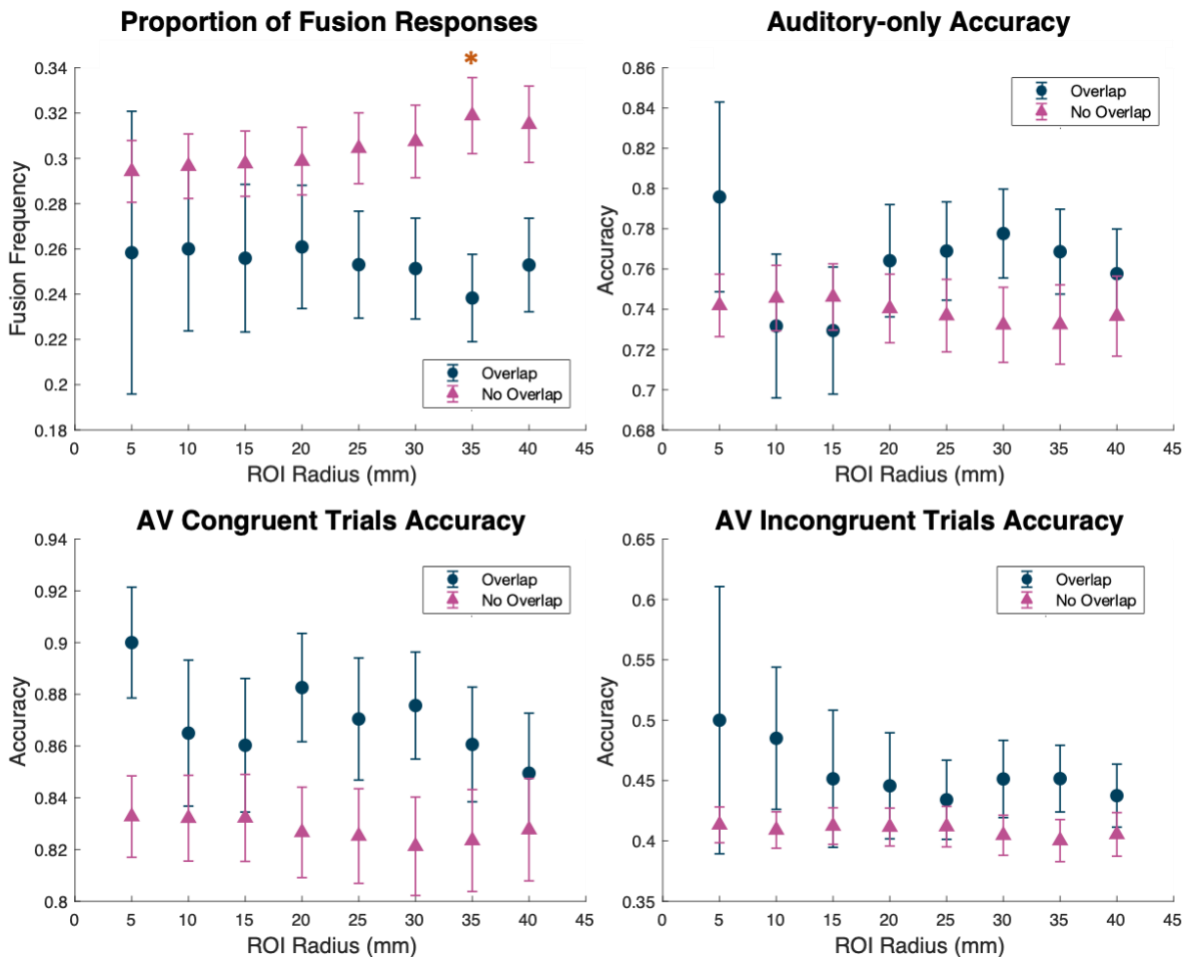 Proportion of Fusion Responses
*
Fusion Frequency
0.34
0.32
0.3
0.28
0.26
0.24
0.22
0.2
0.18
0 5 10 15 20 25 30 35 40 45
ROI Radius (mm)
Overlap
No Overlap
Auditory-only Accuracy
Accuracy
0.86
0.84
0.82
0.8
0.78
0.76
0.74
0.72
0.7
0.68
0 5 10 15 20 25 30 35 40 45
ROI Radius (mm)
Overlap
No Overlap
AV Congruent Trials Accuracy
Accuracy
0.94
0.92
0.9
0.88
0.86
0.84
0.82
0.8
0 5 10 15 20 25 30 35 40 45
ROI Radius (mm)
Overlap
No Overlap
AV Incongruent Trials Accuracy
Accuracy
0.65
0.6
0.55
0.5
0.45
0.4
0.35
0 5 10 15 20 25 30 35 40 45
ROI Radius (mm)
Overlap
No Overlap